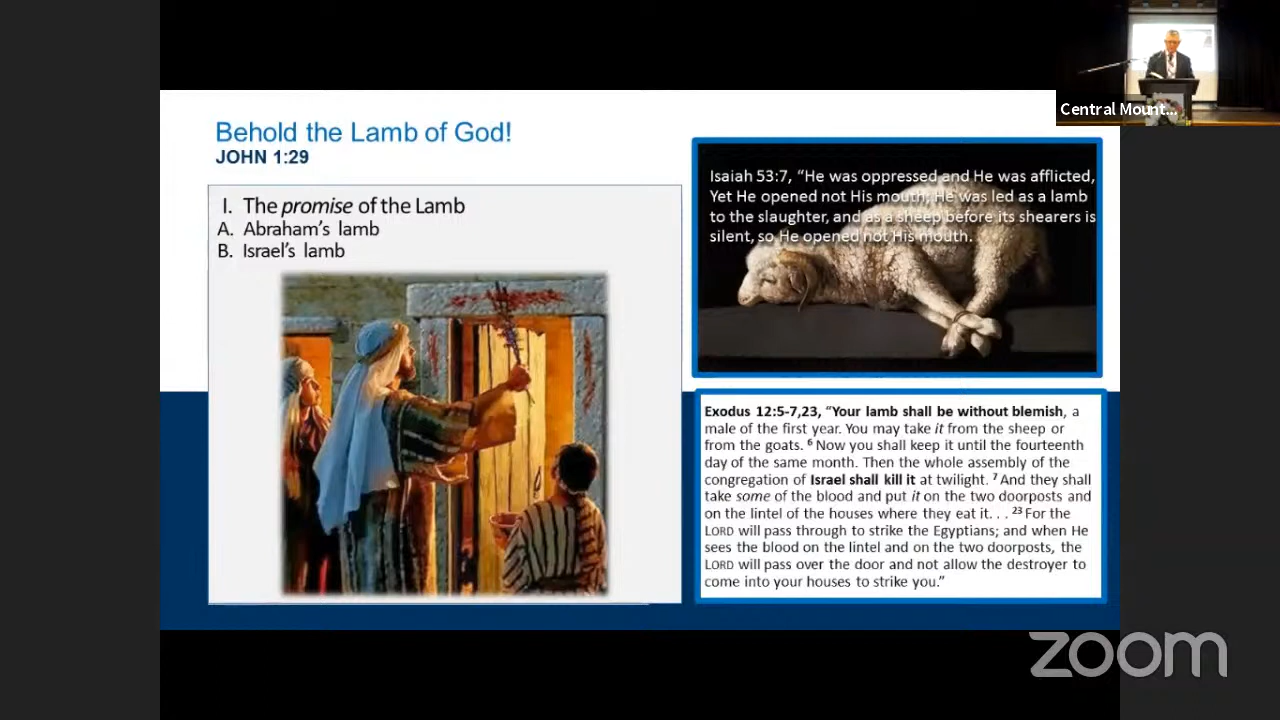 Central Mount...
Behold the Lamb of God!
JOHN 1:29
I. The promise of the Lamb
A. Abraham's lamb
B. Israel's lamb
Isaiah 53:7, “He was oppressed and He was afflicted,
Yet He opened not His mouth; He was led as a lamb
to the slaughter, and as a sheep before its shearers is
silent, so He opened not His mouth.
Exodus 12:5-7,23, “Your lamb shall be without blemish, a
male of the first year. You may take it from the sheep or
from the goats. 6 Now you shall keep it until the fourteenth
day of the same month. Then the whole assembly of the
congregation of Israel shall kill it at twilight. 7 And they shall
take some of the blood and put it on the two doorposts and
on the lintel of the houses where they eat it. . . 23 For the
LORD will pass through to strike the Egyptians; and when He
sees the blood on the lintel and on the two doorposts, the
LORD will pass over the door and not allow the destroyer to
come into your houses to strike you.”
zoom